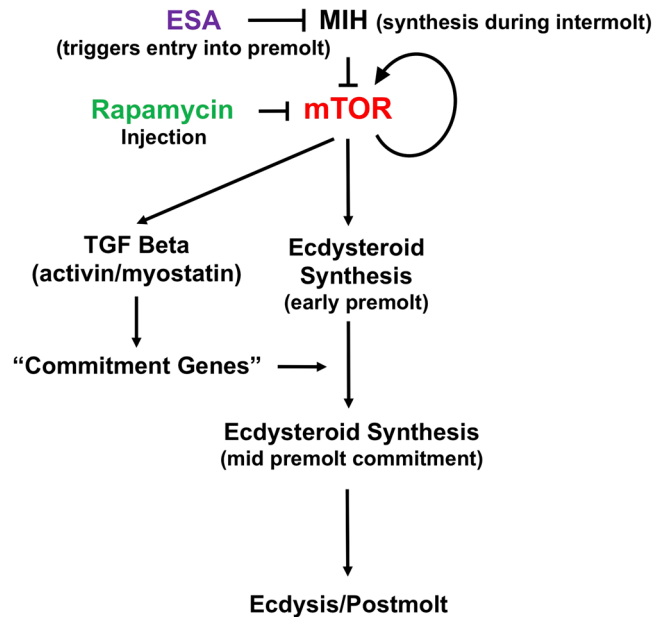 ESA MIH (synthesis during intermolt)
(triggers entry into premolt)
Rapamycin mTOR
Injection
TGF Beta
(activin/myostatin)
Ecdysteroid
Synthesis
(early premolt)
“Commitment Genes”
Ecdysteroid Synthesis
(mid premolt commitment)
Ecdysis/Postmolt